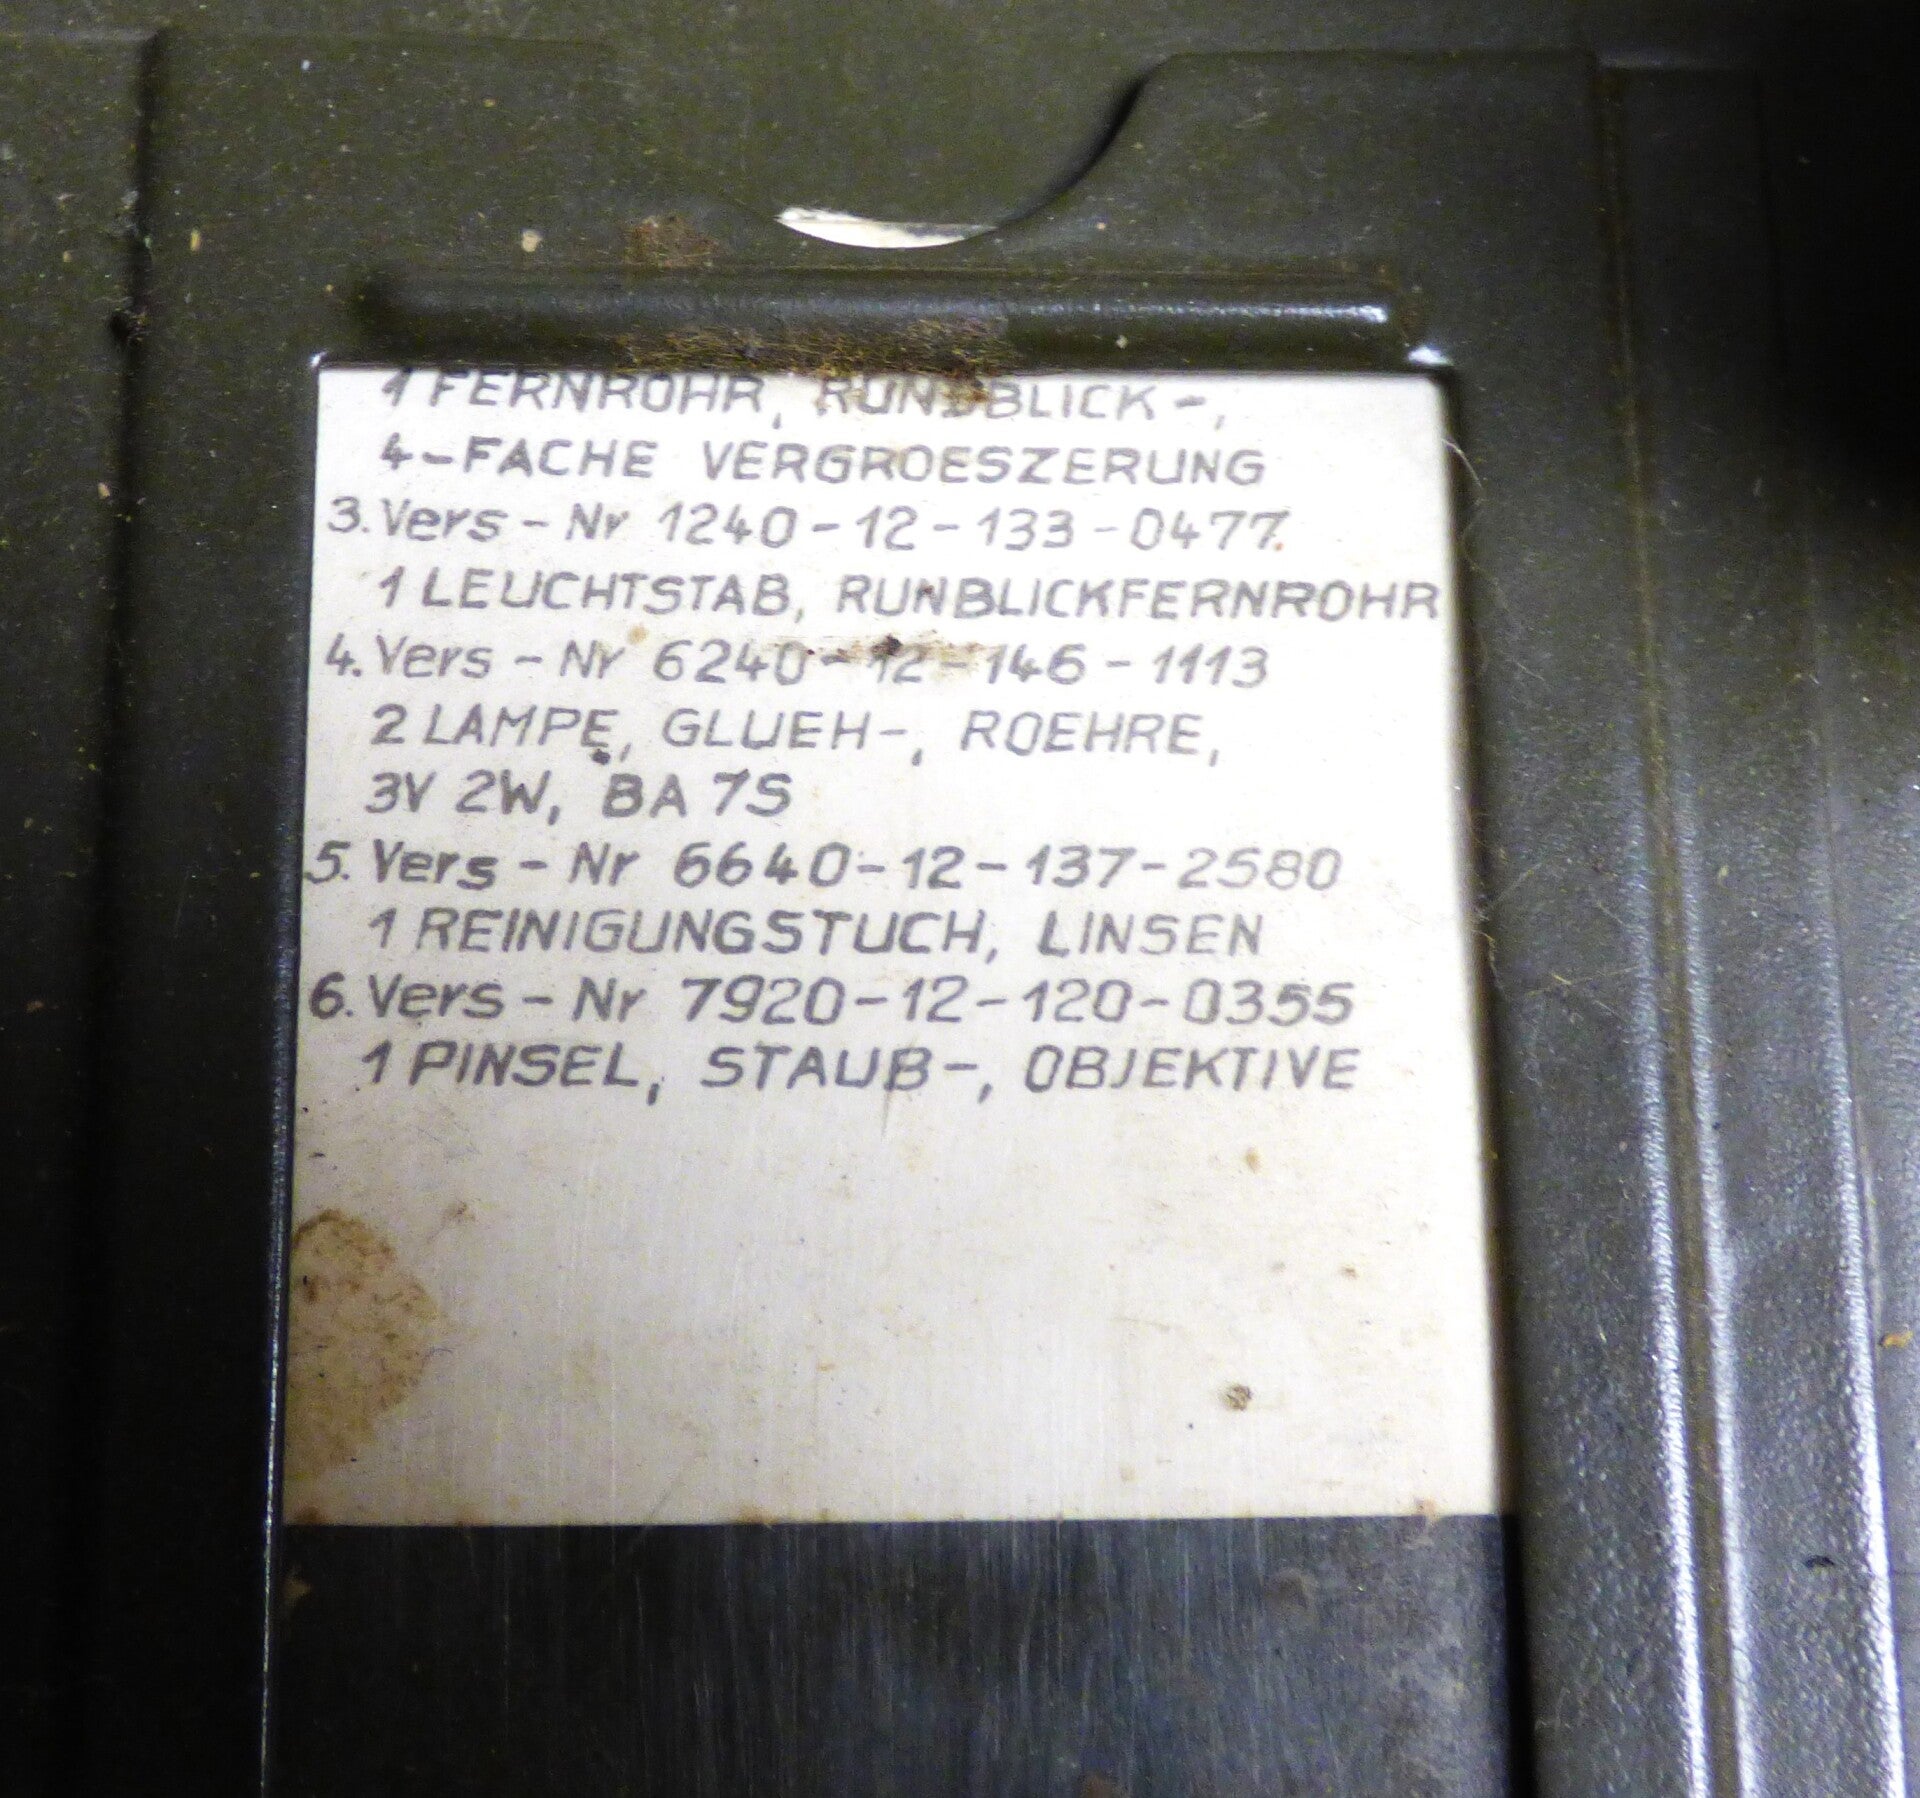 1 FERNROHR, RUNDBLICK-,
4-FACHE VERGROESZERUNG
3. Vers-Nr 1240-12-133-0477
1 LEUCHTSTAB, RUNBLICKFERNROHR
4. Vers-Nr 6240-12-146-1113
2 LAMPE, GLUEH-, ROEHRE,
3V 2W, BA 7S
5. Vers-Nr 6640-12-137-2580
1 REINIGUNGSTUCH, LINSEN
6. Vers-Nr 7920-12-120-0355
1 PINSEL, STAUB-, OBJEKTIVE